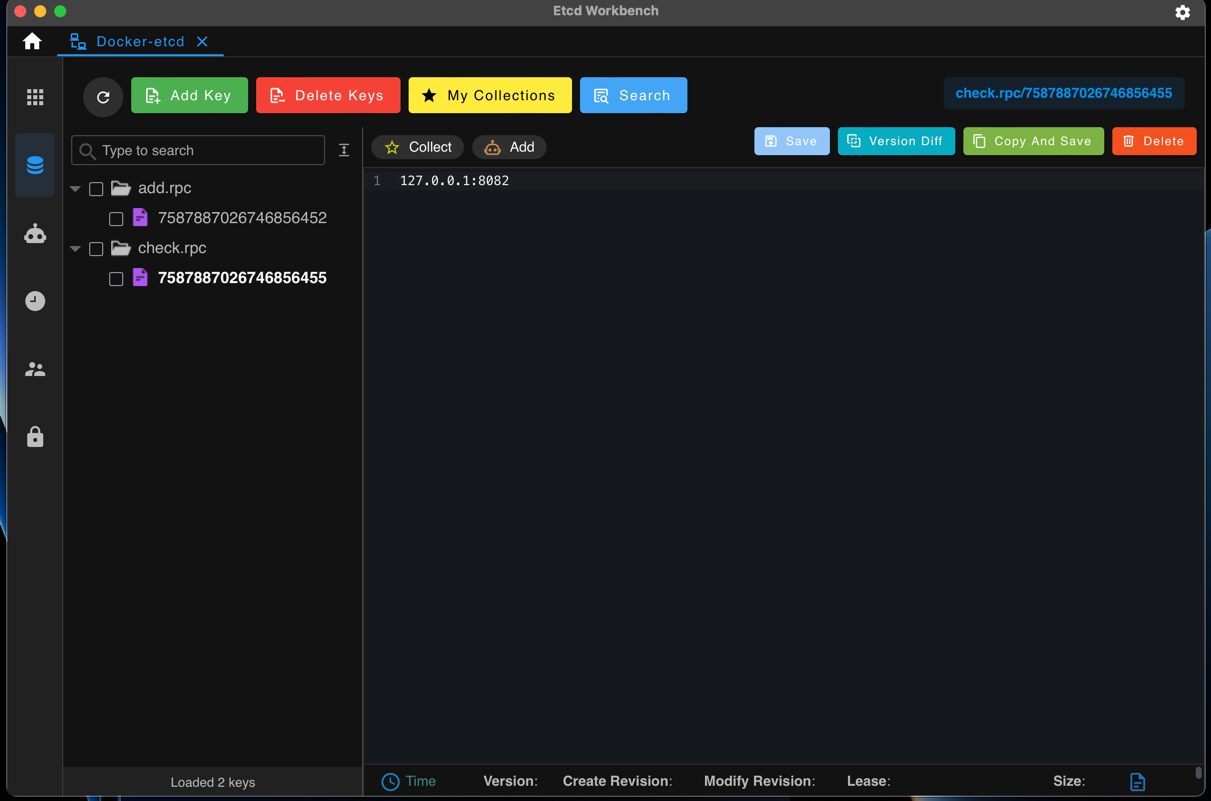 Etcd Workbench
Docker-etcd
Add Key
Delete Keys
My Collections
Search
check.rpc/7587887026746856455
Type to search
Collect
Add
Save
Version Diff
Copy And Save
Delete
add.rpc
7587887026746856452
check.rpc
7587887026746856455
1 127.0.0.1:8082
Loaded 2 keys
Time
Version:
Create Revision:
Modify Revision:
Lease:
Size: